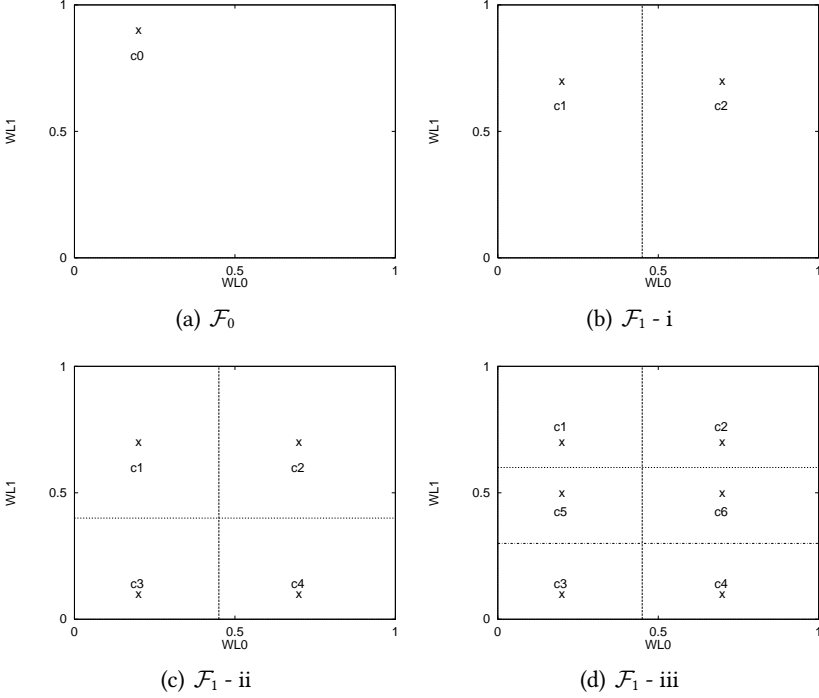 1
x
c0
0.5
WL1
0
0
0.5
1
WL0
(a) F₀
1
x
x
c1
c2
0.5
WL1
0
0
0.5
1
WL0
(b) F₁ - i
1
x
x
c1
c2
0.5
WL1
c3
c4
x
x
0
0
0.5
1
WL0
(c) F₁ - ii
1
c1
c2
x
x
0.5
x
x
WL1
c5
c6
c3
c4
x
x
0
0
0.5
1
WL0
(d) F₁ - iii